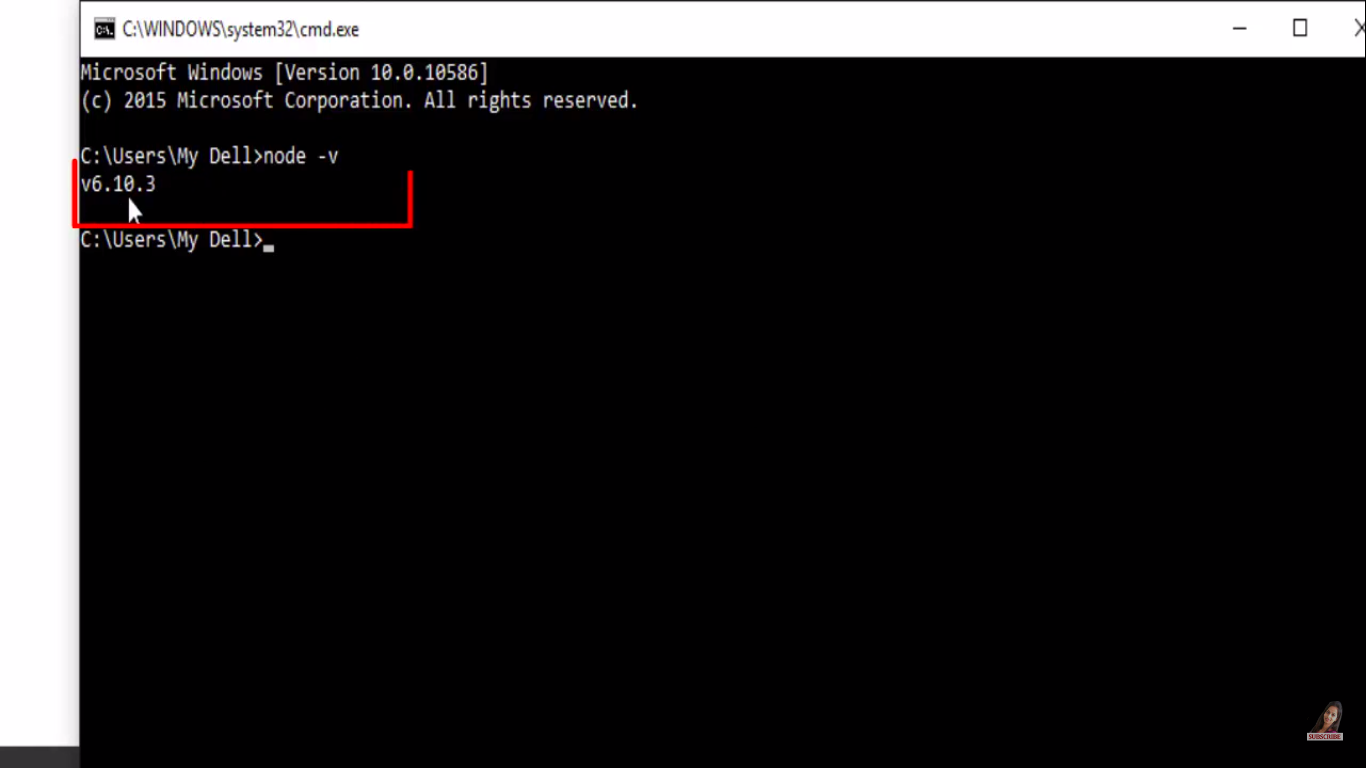 C:\WINDOWS\system32\cmd.exe
Microsoft Windows [Version 10.0.10586]
(c) 2015 Microsoft Corporation. All rights reserved.
C:\Users\My Dell>node -v
v6.10.3
C:\Users\My Dell>
SUBSCRIBE